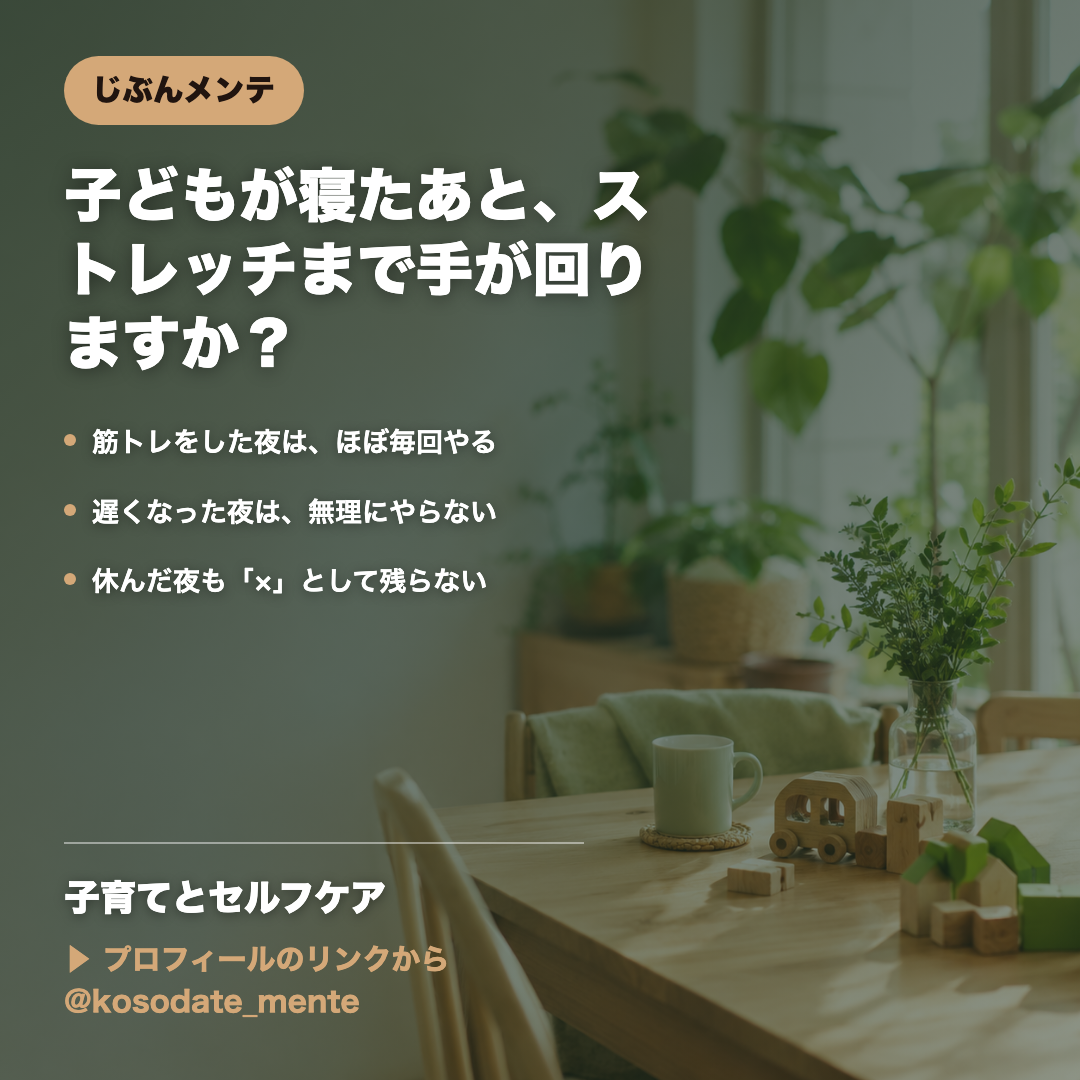 じぶんメンテ
子どもが寝たあと、ス
トレッチまで手が回り
ますか？
筋トレをした夜は、ほぼ毎回やる
遅くなった夜は、無理にやらない
休んだ夜も「×」として残らない
子育てとセルフケア
▶ プロフィールのリンクから
@kosodate_mente